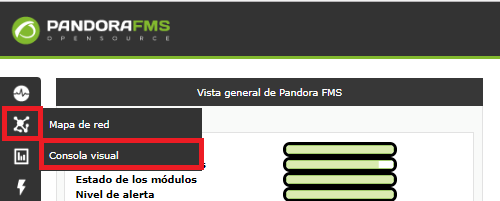 PANDORAFMS
OPENSOURCE
Vista general de Pandora FMS
Mapa de red
Consola visual
s
Estado de los módulos
Nivel de alerta